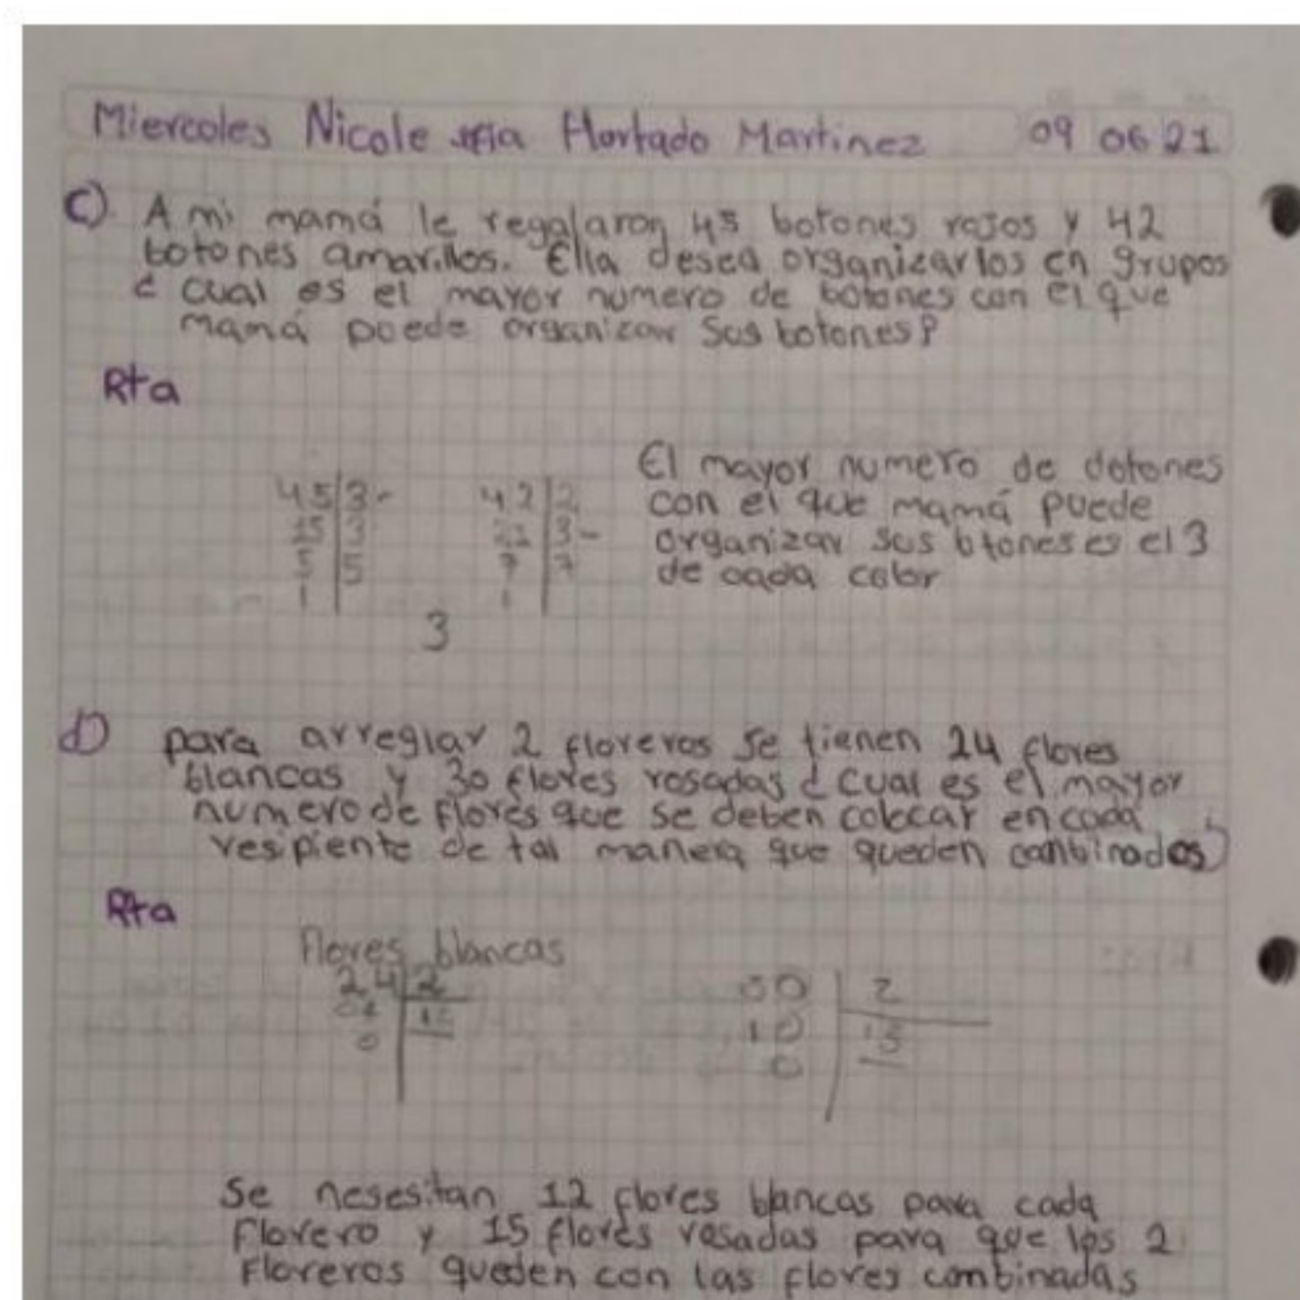 Miercoles Nicole sofia Hurtado Martinez 09 06 21
c) A mi mamá le regalaron 45 botones rojos y 42
botones amarillos. Ella desea organizarlos en grupos
¿ cual es el mayor numero de botones con el que
mamá puede organizar sus botones?
Rta
El mayor numero de dotones
con el que mamá puede
organizar sus btones es el 3
de cada color
45 3 -
15 3
5 5
1
42 2
21 3 -
7 7
1
3
d) para arreglar 2 floreros se tienen 24 flores
blancas y 30 flores rosadas ¿ cual es el mayor
numero de flores que se deben colocar en cada
resipiente de tal manera que queden combinados?
Rta
flores blancas
24 2
04 12
0
30 2
10 15
0
Se nesesitan 12 flores blancas para cada
florero y 15 flores rosadas para que los 2
Floreros queden con las flores combinadas